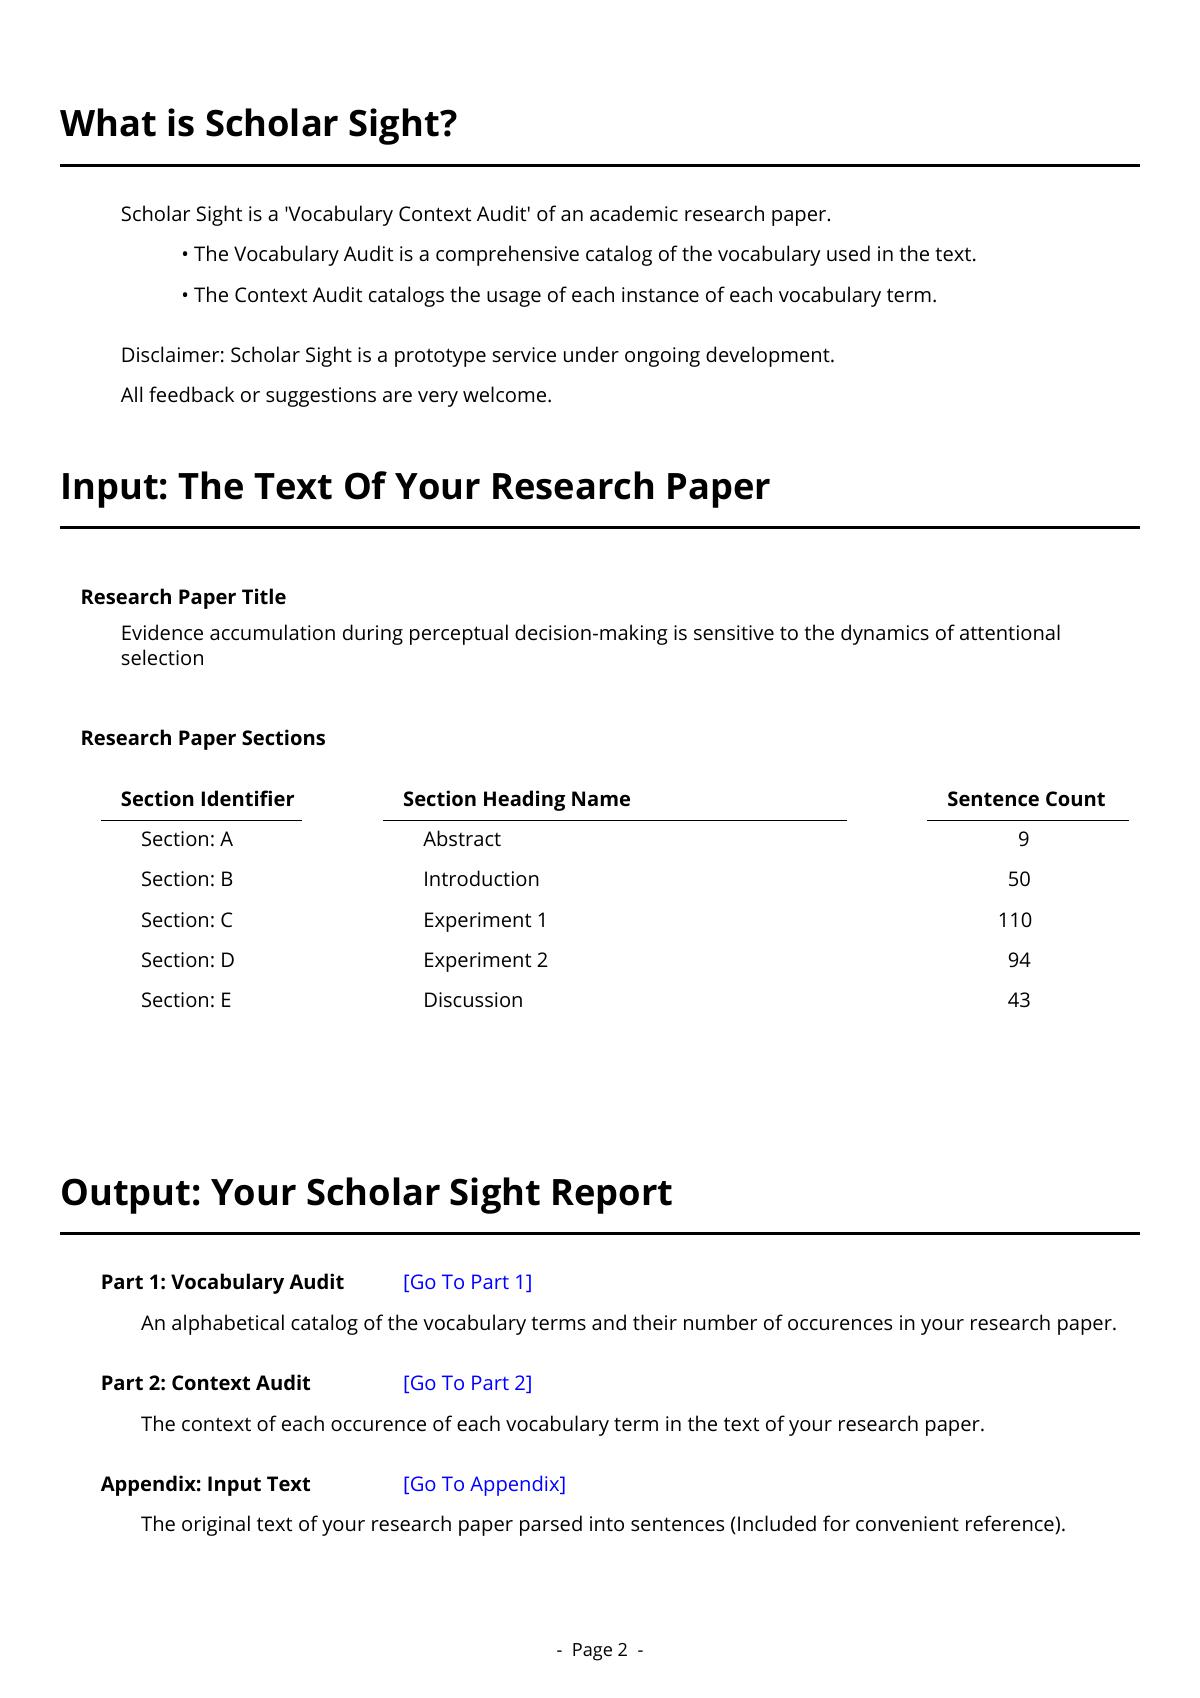 What is Scholar Sight?
Scholar Sight is a 'Vocabulary Context Audit' of an academic research paper.
• The Vocabulary Audit is a comprehensive catalog of the vocabulary used in the text.
• The Context Audit catalogs the usage of each instance of each vocabulary term.
Disclaimer: Scholar Sight is a prototype service under ongoing development.
All feedback or suggestions are very welcome.
Input: The Text Of Your Research Paper
Research Paper Title
Evidence accumulation during perceptual decision-making is sensitive to the dynamics of attentional
selection
Research Paper Sections
Section Identifier Section Heading Name Sentence Count
Section: A Abstract 9
Section: B Introduction 50
Section: C Experiment 1 110
Section: D Experiment 2 94
Section: E Discussion 43
Output: Your Scholar Sight Report
Part 1: Vocabulary Audit [Go To Part 1]
An alphabetical catalog of the vocabulary terms and their number of occurences in your research paper.
Part 2: Context Audit [Go To Part 2]
The context of each occurence of each vocabulary term in the text of your research paper.
Appendix: Input Text [Go To Appendix]
The original text of your research paper parsed into sentences (Included for convenient reference).
- Page 2 -